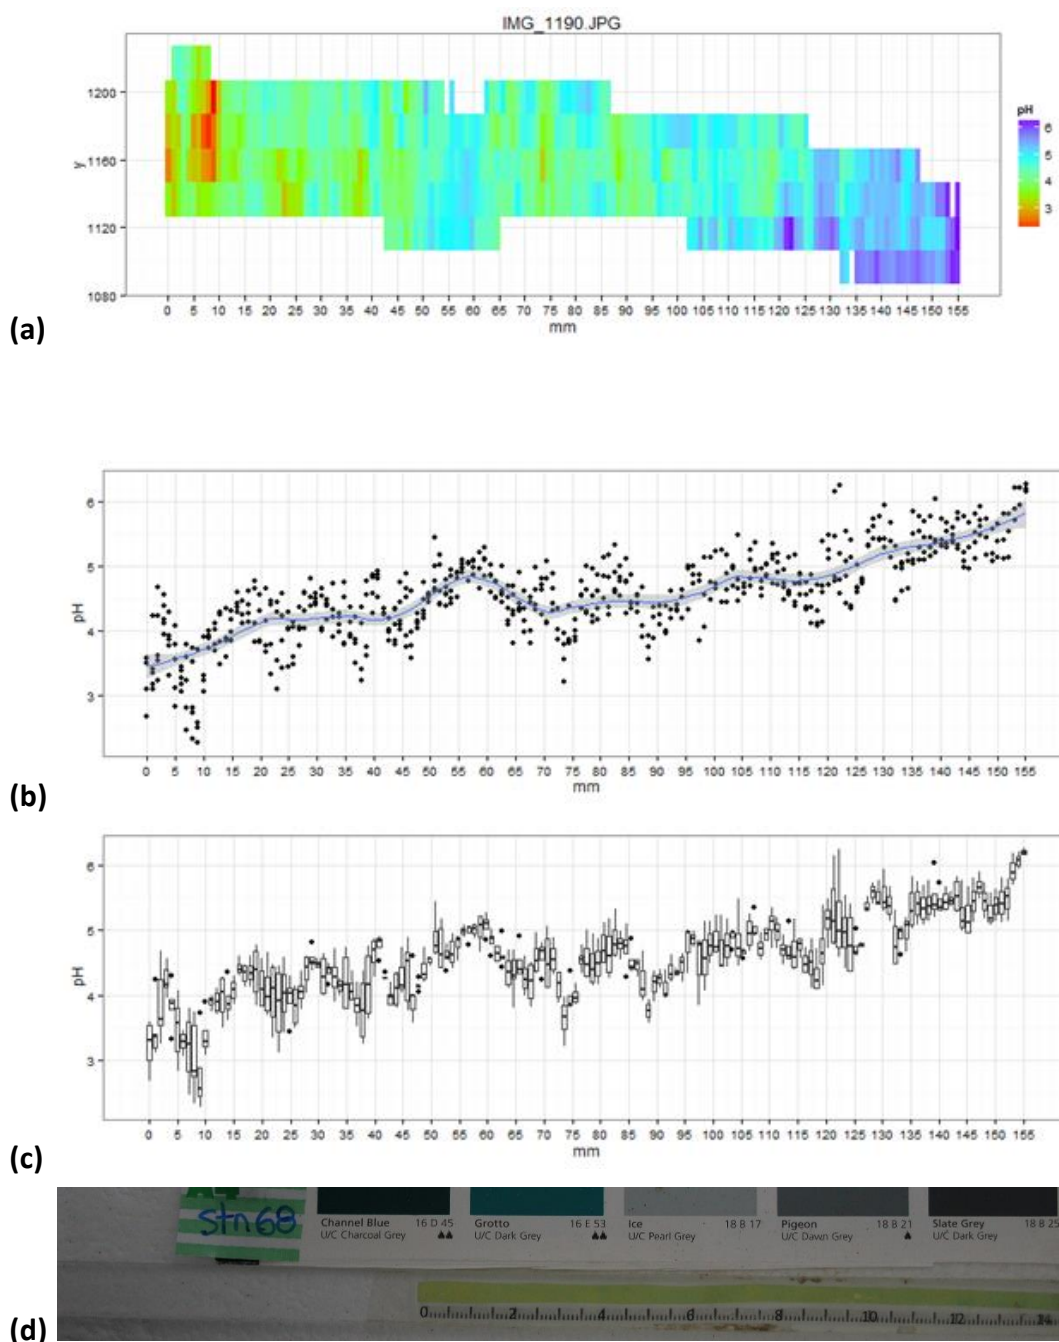 IMG_1190.JPG
1200
1160
1120
1080
y
0 5 10 15 20 25 30 35 40 45 50 55 60 65 70 75 80 85 90 95 100 105 110 115 120 125 130 135 140 145 150 155
mm
pH
6
5
4
3
(a)
6
5
4
3
pH
0 5 10 15 20 25 30 35 40 45 50 55 60 65 70 75 80 85 90 95 100 105 110 115 120 125 130 135 140 145 150 155
mm
(b)
6
5
4
3
pH
0 5 10 15 20 25 30 35 40 45 50 55 60 65 70 75 80 85 90 95 100 105 110 115 120 125 130 135 140 145 150 155
mm
(c)
Stn 68
Channel Blue 16 D 45
U/C Charcoal Grey
Grotto 16 E 53
U/C Dark Grey
Ice 18 B 17
U/C Pearl Grey
Pigeon 18 B 21
U/C Dawn Grey
Slate Grey 18 B 25
U/C Dark Grey
0 2 4 6 8 10 12 14
(d)